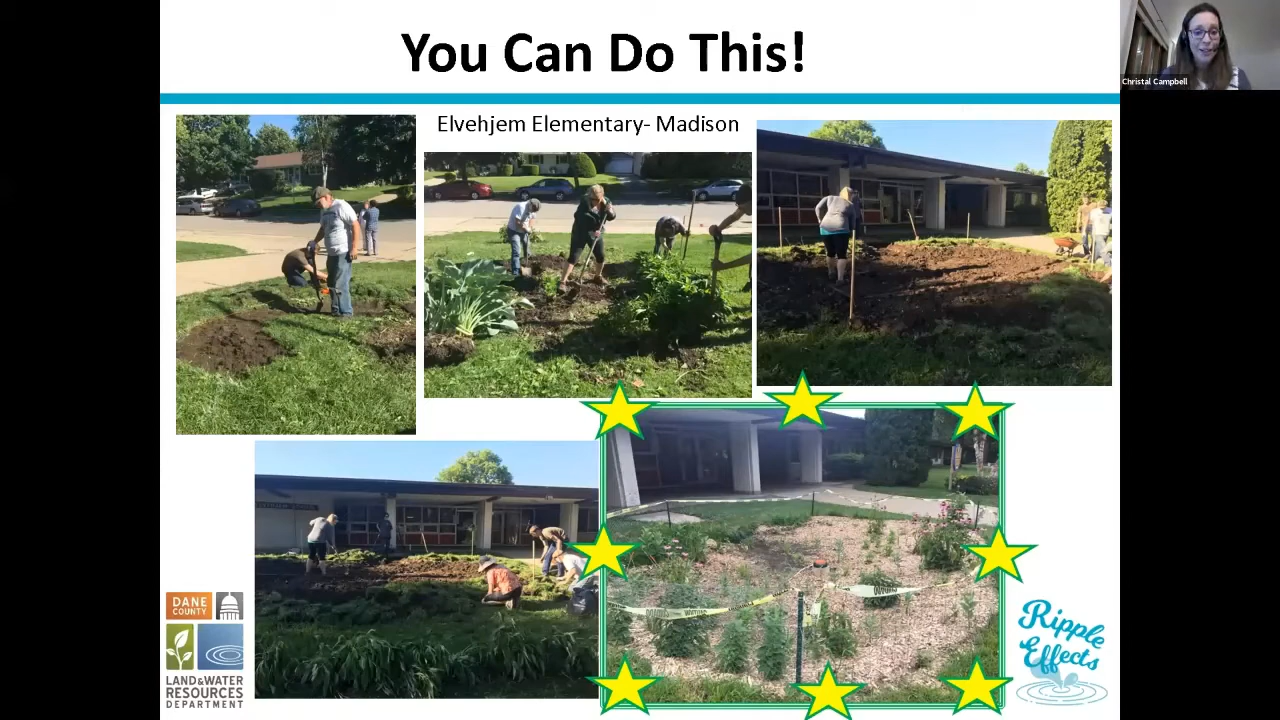 You Can Do This!
Christal Campbell
Elvehjem Elementary- Madison
DANE
COUNTY
LAND & WATER
RESOURCES
DEPARTMENT
Ripple
Effects